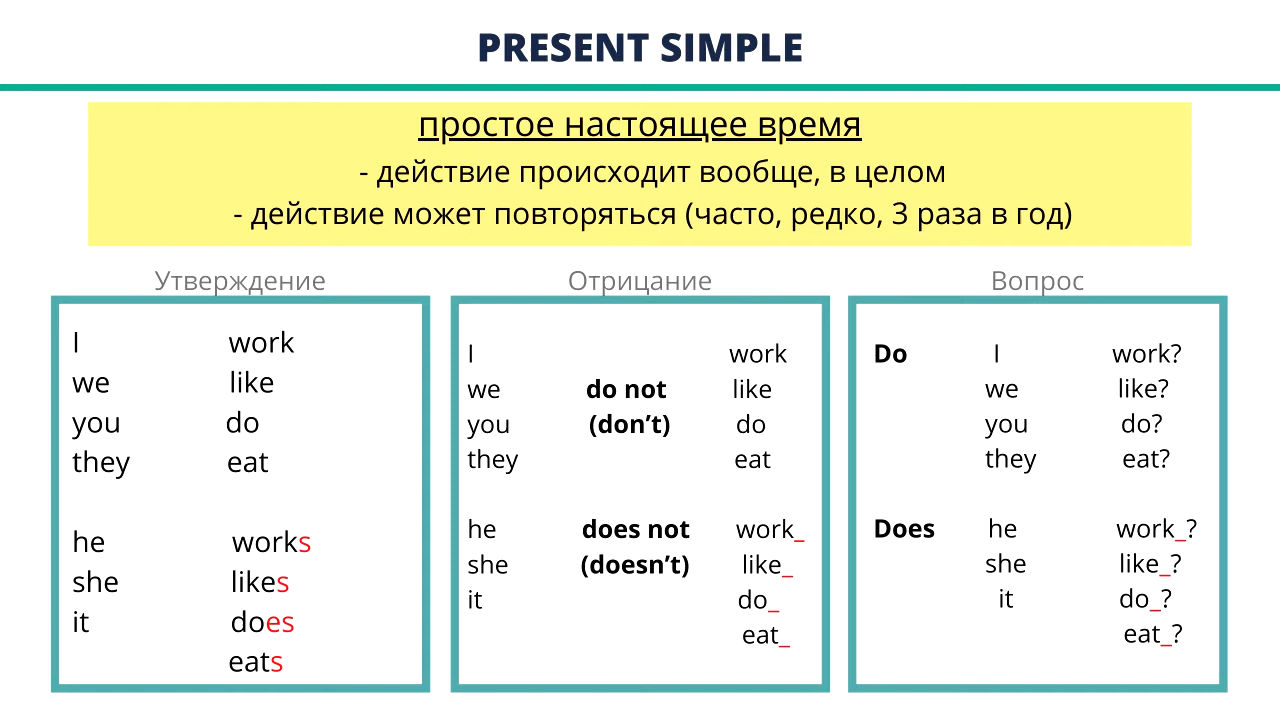 PRESENT SIMPLE
простое настоящее время
- действие происходит вообще, в целом
- действие может повторяться (часто, редко, 3 раза в год)
Утверждение
I work
we like
you do
they eat
he works
she likes
it does
eats
Отрицание
I work
we do not like
you (don’t) do
they eat
he does not work_
she (doesn’t) like_
it do_
eat_
Вопрос
Do I work?
we like?
you do?
they eat?
Does he work_?
she like_?
it do_?
eat_?